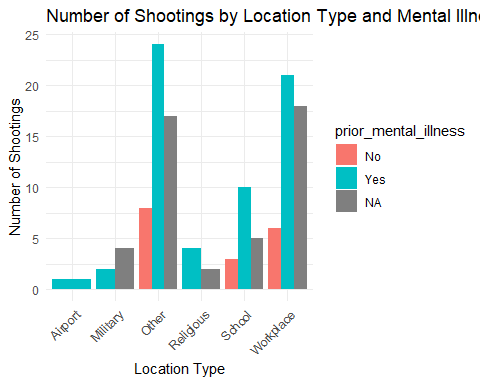 Number of Shootings by Location Type and Mental Illne
25
20
15
10
5
0
Number of Shootings
Airport
Military
Other
Religious
School
Workplace
Location Type
prior_mental_illness
No
Yes
NA